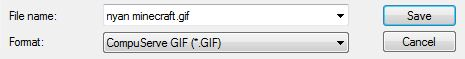 File name: nyan minecraft.gif Save
Format: CompuServe GIF (*.GIF) Cancel